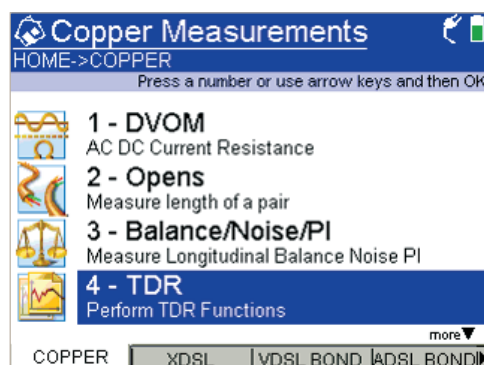 Copper Measurements
HOME->COPPER
Press a number or use arrow keys and then OK
1 - DVOM
AC DC Current Resistance
2 - Opens
Measure length of a pair
3 - Balance/Noise/PI
Measure Longitudinal Balance Noise PI
4 - TDR
Perform TDR Functions
more▼
COPPER XDSL VDSL BOND ADSL BOND